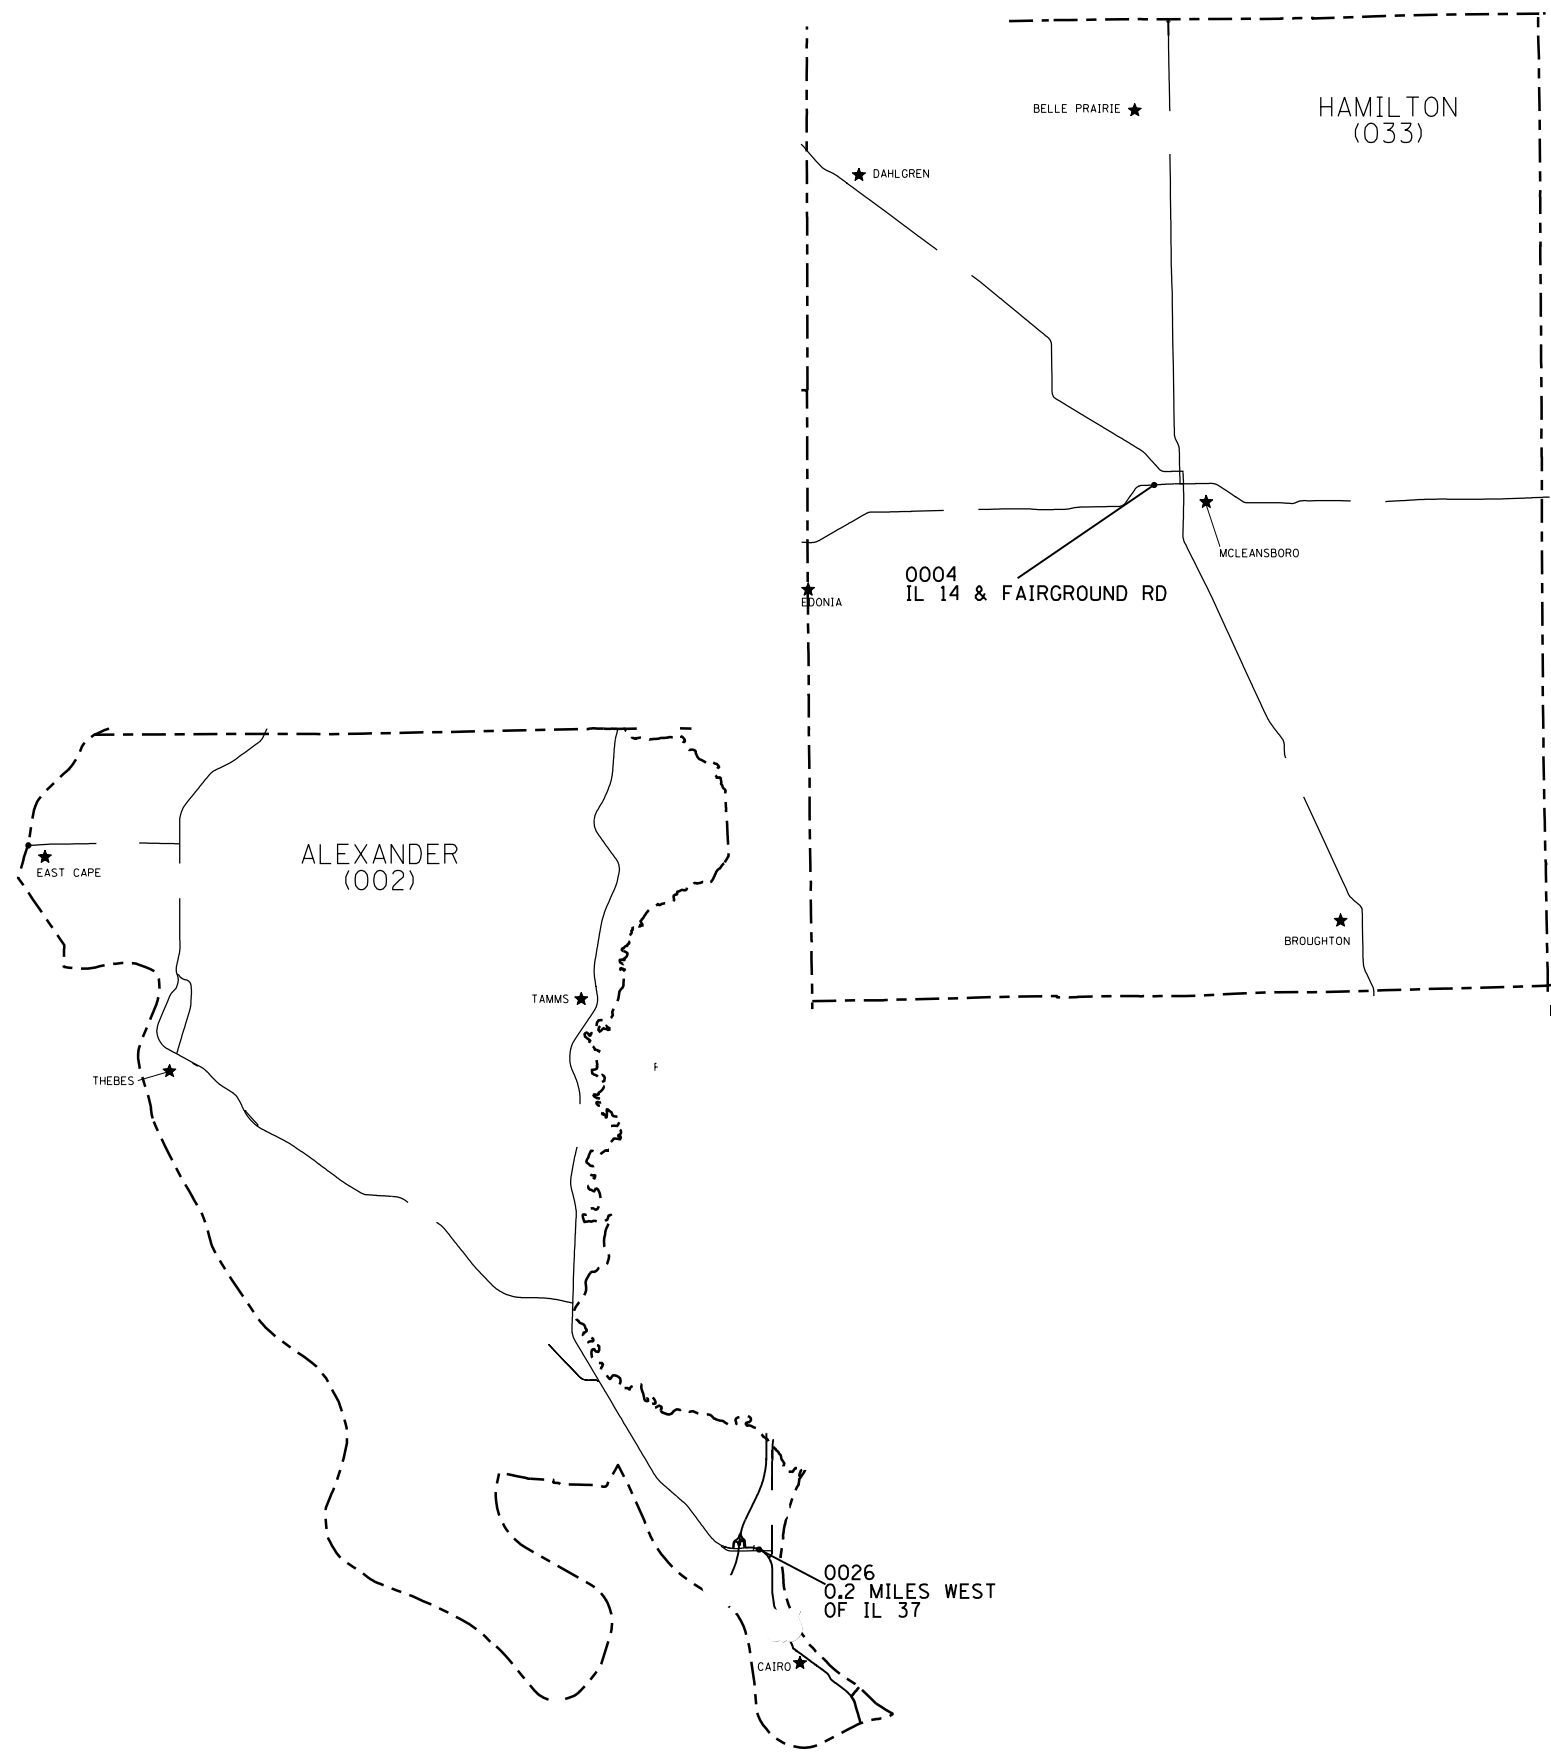 BELLE PRAIRIE
HAMILTON
(033)
DAHLGREN
MCLEANSBORO
0004
IL 14 & FAIRGROUND RD
EDONIA
ALEXANDER
(002)
EAST CAPE
BROUGHTON
TAMMS
THEBES
0026
0.2 MILES WEST
OF IL 37
CAIRO